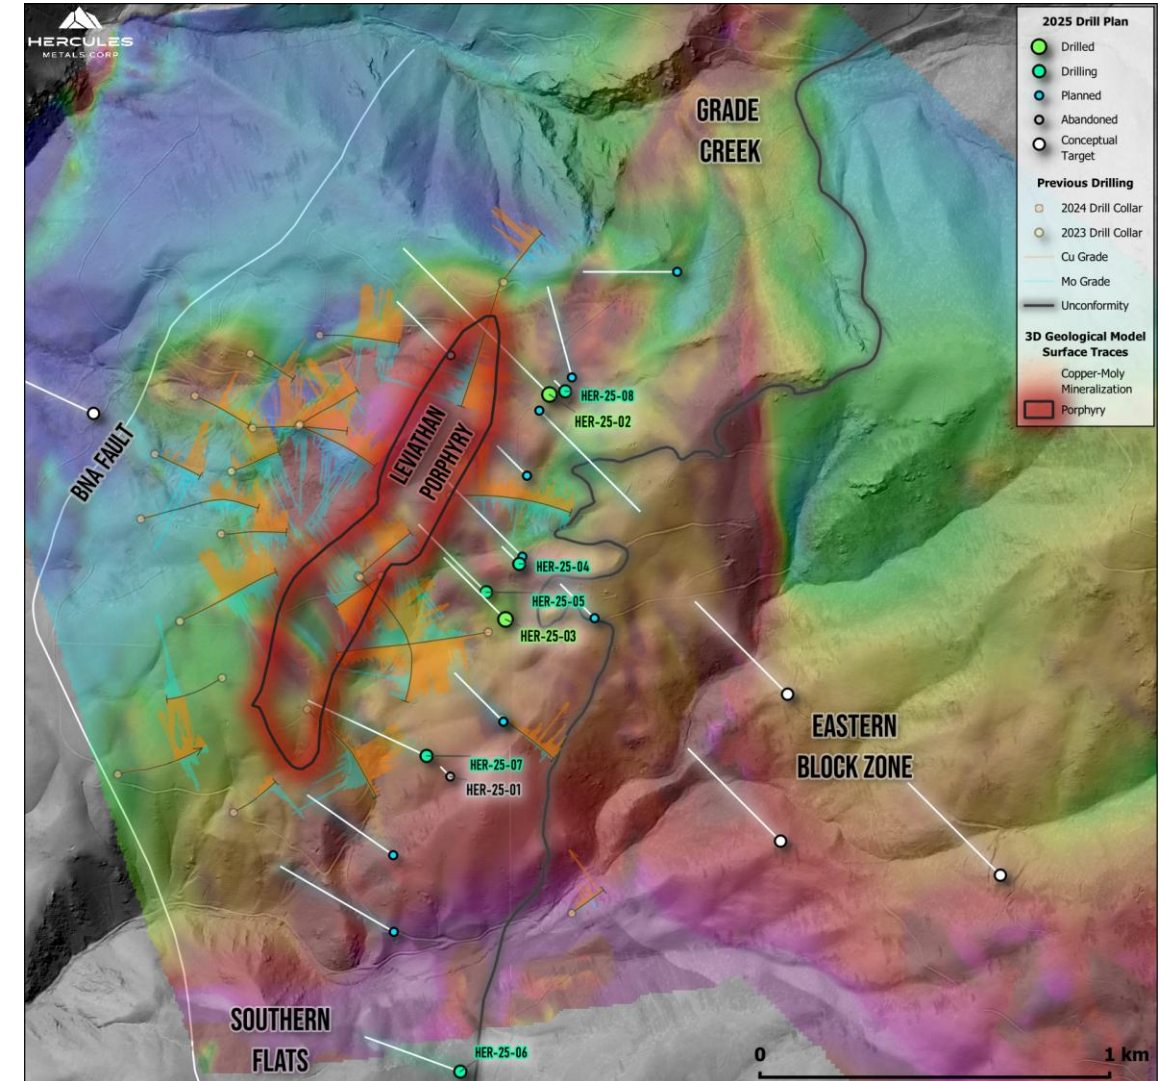 HERCULES
METALS CORP
2025 Drill Plan
Drilled
Drilling
Planned
Abandoned
Conceptual
Target
Previous Drilling
2024 Drill Collar
2023 Drill Collar
Cu Grade
Mo Grade
Unconformity
3D Geological Model
Surface Traces
Copper-Moly
Mineralization
Porphyry
GRADE
CREEK
BNA FAULT
LEVIATHAN
PORPHYRY
HER-25-08
HER-25-02
HER-25-04
HER-25-05
HER-25-03
HER-25-07
HER-25-01
EASTERN
BLOCK ZONE
SOUTHERN
FLATS
HER-25-06
0
1 km